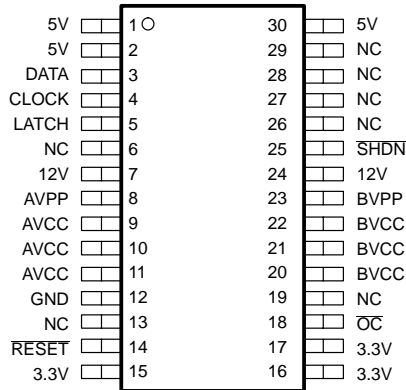 5V 1 30 5V
5V 2 29 NC
DATA 3 28 NC
CLOCK 4 27 NC
LATCH 5 26 NC
NC 6 25 S̅H̅D̅N̅
12V 7 24 12V
AVPP 8 23 BVPP
AVCC 9 22 BVCC
AVCC 10 21 BVCC
AVCC 11 20 BVCC
GND 12 19 NC
NC 13 18 O̅C̅
R̅E̅S̅E̅T̅ 14 17 3.3V
3.3V 15 16 3.3V